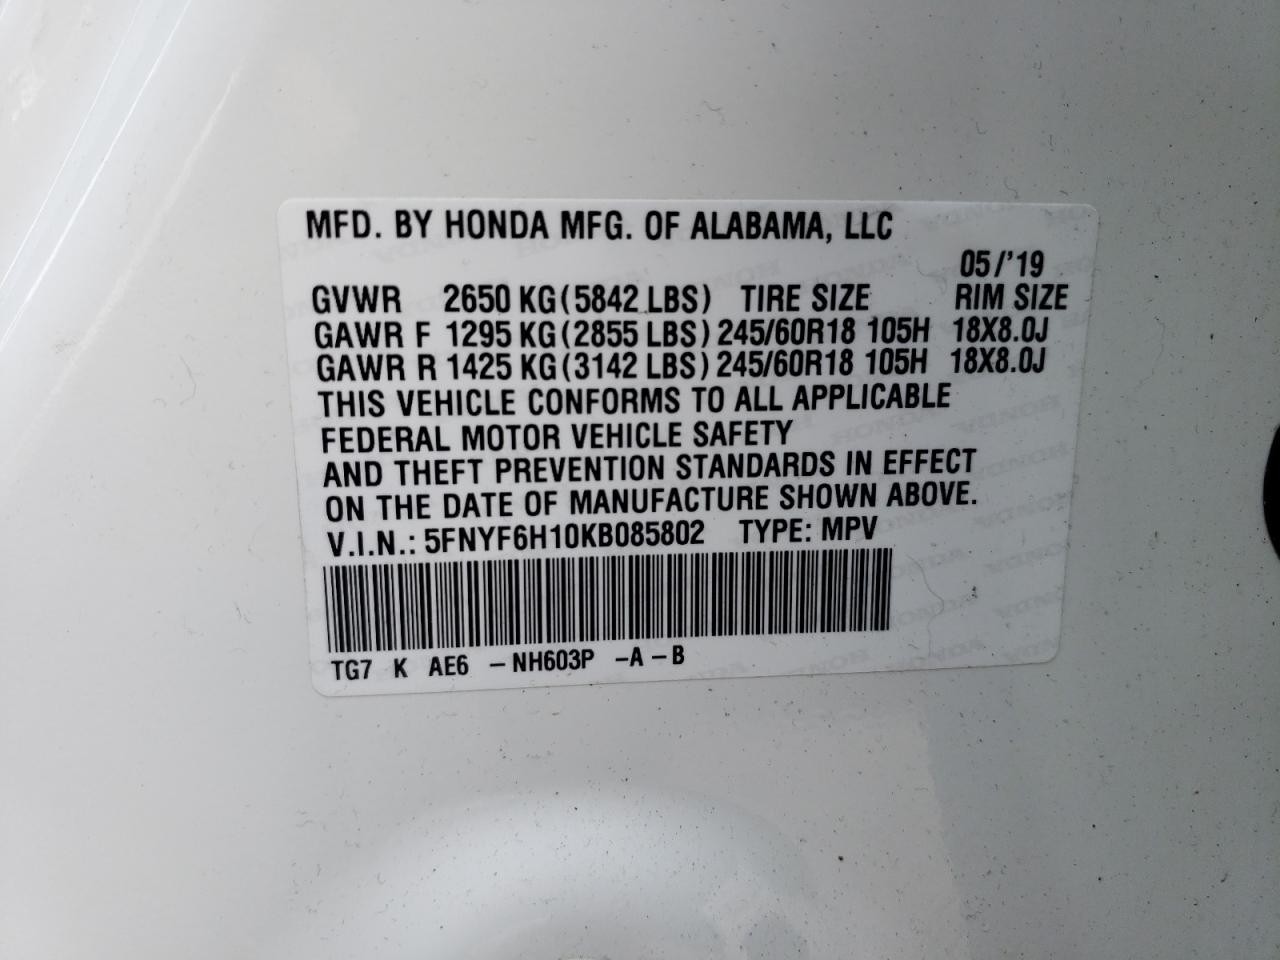 MFD. BY HONDA MFG. OF ALABAMA, LLC
05/'19
GVWR 2650 KG(5842 LBS) TIRE SIZE RIM SIZE
GAWR F 1295 KG(2855 LBS) 245/60R18 105H 18X8.0J
GAWR R 1425 KG(3142 LBS) 245/60R18 105H 18X8.0J
THIS VEHICLE CONFORMS TO ALL APPLICABLE
FEDERAL MOTOR VEHICLE SAFETY
AND THEFT PREVENTION STANDARDS IN EFFECT
ON THE DATE OF MANUFACTURE SHOWN ABOVE.
V.I.N.: 5FNYF6H10KB085802 TYPE: MPV
TG7 K AE6 -NH603P -A-B